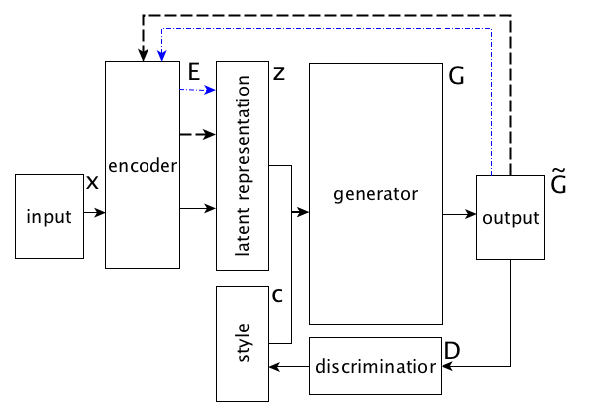 E
z
G
encoder
latent representation
x
input
generator
G̃
output
c
style
discriminatior
D